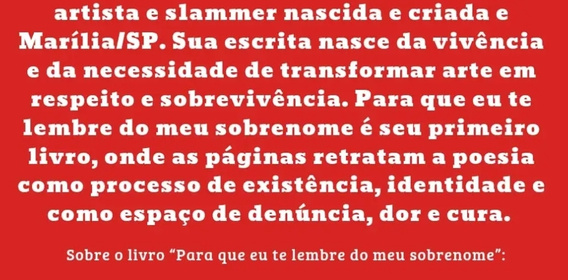 artista e slammer nascida e criada e
Marília/SP. Sua escrita nasce da vivência
e da necessidade de transformar arte em
respeito e sobrevivência. Para que eu te
lembre do meu sobrenome é seu primeiro
livro, onde as páginas retratam a poesia
como processo de existência, identidade e
como espaço de denúncia, dor e cura.
Sobre o livro “Para que eu te lembre do meu sobrenome”: